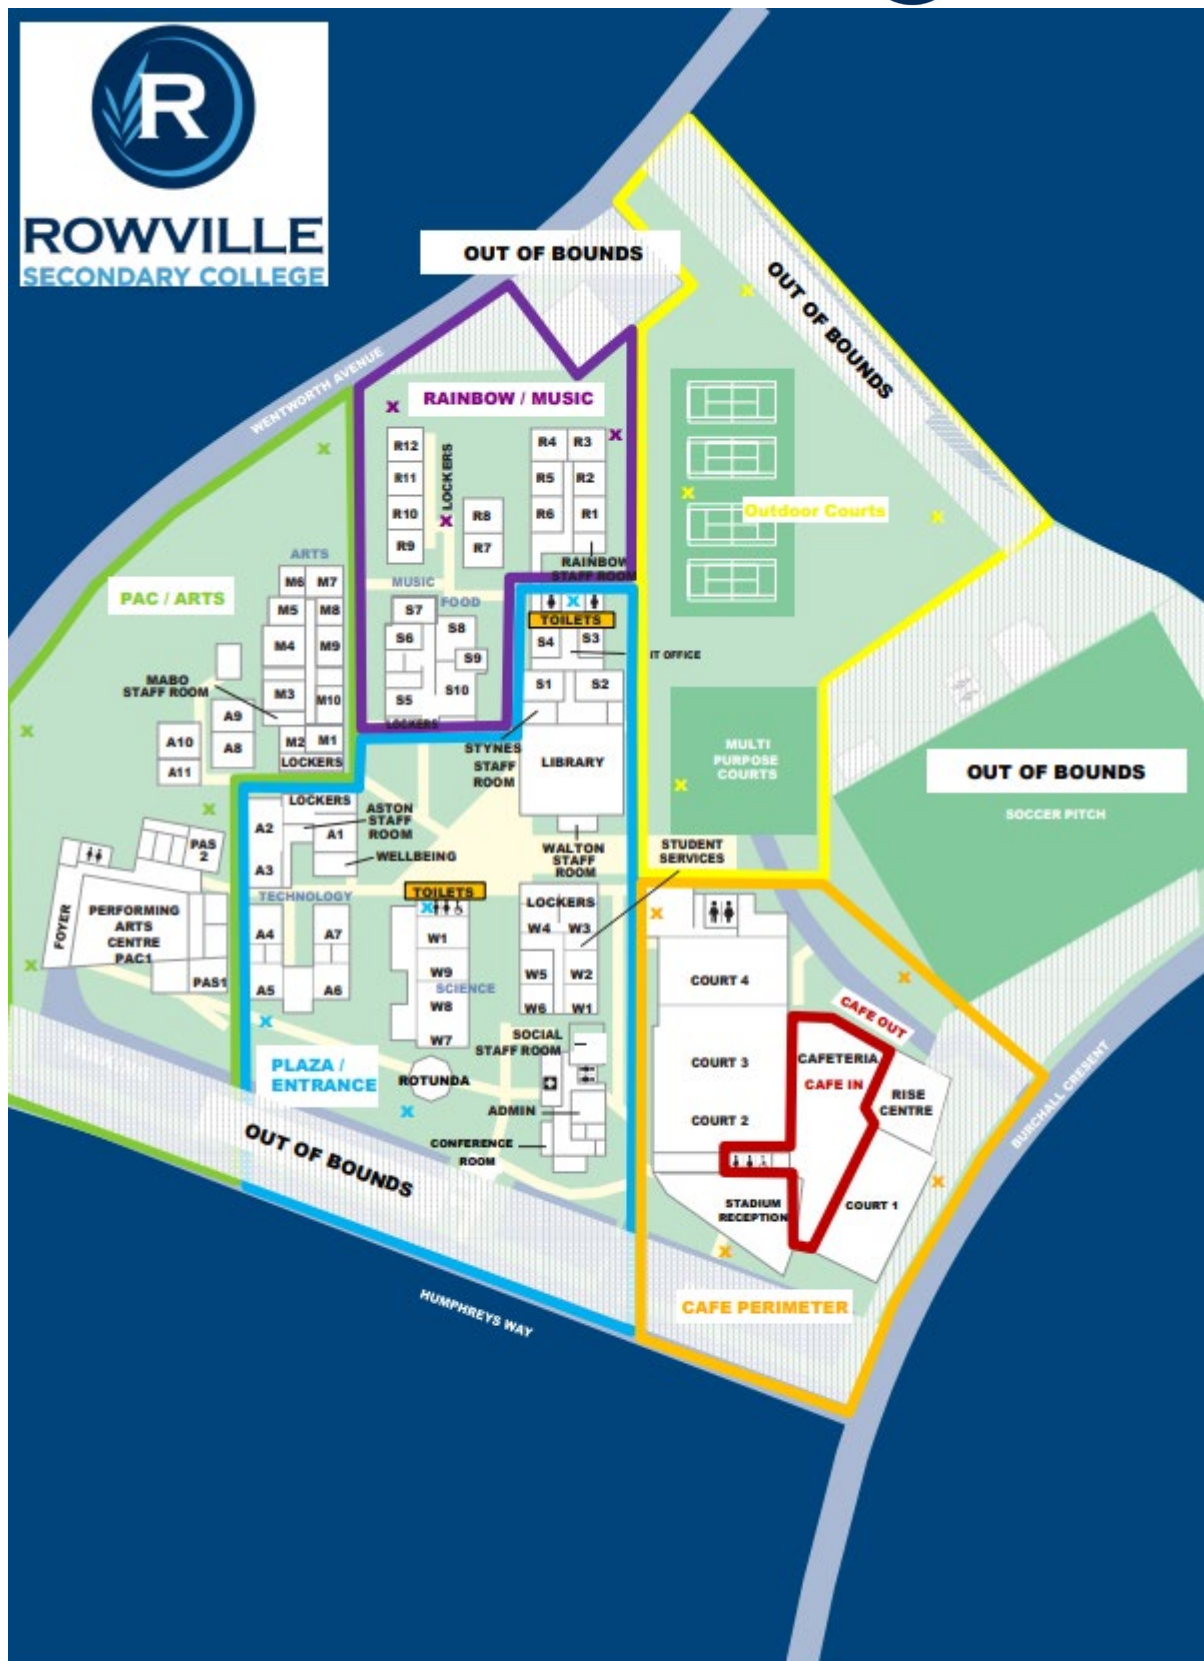 R
ROWVILLE
SECONDARY COLLEGE
OUT OF BOUNDS
OUT OF BOUNDS
WENTWORTH AVENUE
RAINBOW / MUSIC
X
X
X
X
R12
R11
R10
R9
LOCKERS
X
R8
R7
R4
R3
R5
R2
R6
R1
RAINBOW
STAFF ROOM
X
Outdoor Courts
X
ARTS
PAC / ARTS
M6
M7
M5
M8
M4
M9
M3
M10
M2
M1
LOCKERS
MABO
STAFF ROOM
MUSIC
FOOD
S7
S6
S8
S9
S10
S5
LOCKERS
X
TOILETS
S4
S3
IT OFFICE
S1
S2
STYNES
STAFF
ROOM
LIBRARY
MULTI
PURPOSE
COURTS
X
OUT OF BOUNDS
SOCCER PITCH
X
A9
A10
A8
A11
X
LOCKERS
A2
A1
A3
ASTON
STAFF
ROOM
WELLBEING
WALTON
STAFF
ROOM
STUDENT
SERVICES
PAS
2
TECHNOLOGY
TOILETS
X
FOYER
PERFORMING
ARTS
CENTRE
PAC1
PAS1
X
A4
A7
A5
A6
X
W1
W9
SCIENCE
W8
W7
LOCKERS
W4
W3
W5
W2
W6
W1
X
COURT 4
X
COURT 3
COURT 2
CAFE OUT
CAFETERIA
CAFE IN
RISE
CENTRE
BURCHALL CRESENT
SOCIAL
STAFF ROOM
PLAZA /
ENTRANCE
ROTUNDA
X
ADMIN
CONFERENCE
ROOM
OUT OF BOUNDS
STADIUM
RECEPTION
COURT 1
X
X
CAFE PERIMETER
HUMPHREYS WAY